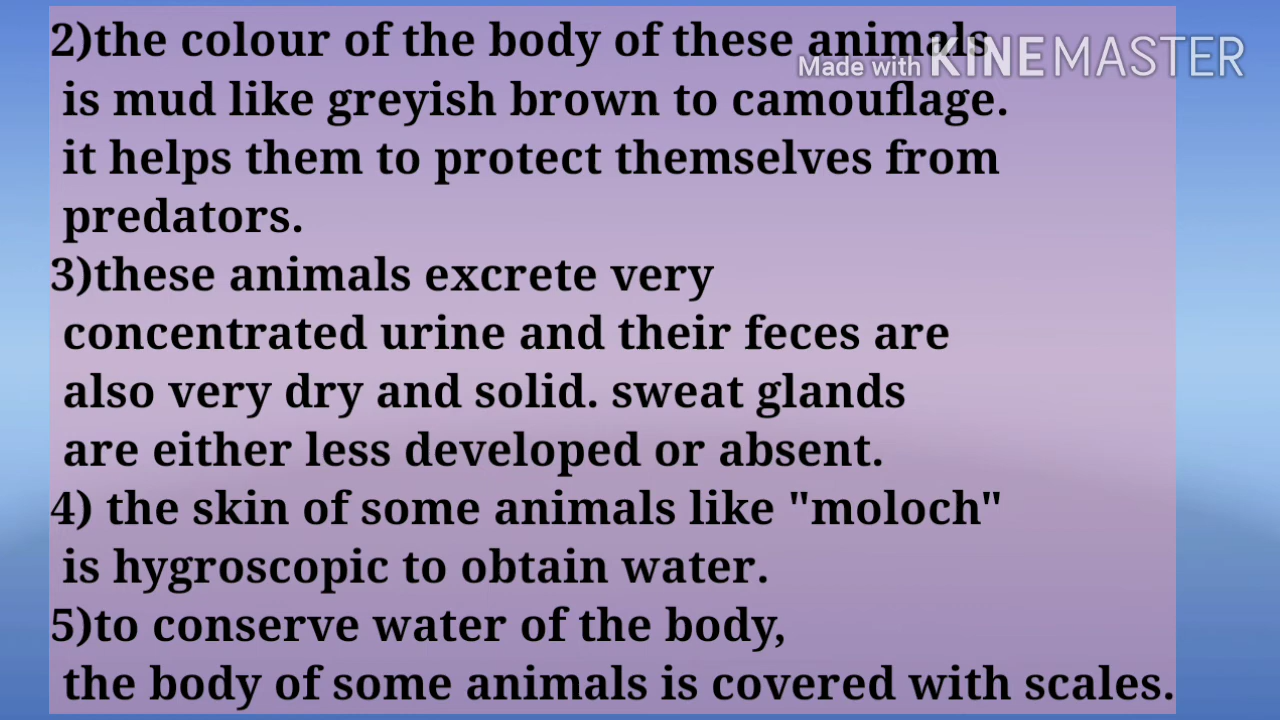 2)the colour of the body of these animals
Made with KINEMASTER
is mud like greyish brown to camouflage.
it helps them to protect themselves from
predators.
3)these animals excrete very
concentrated urine and their feces are
also very dry and solid. sweat glands
are either less developed or absent.
4) the skin of some animals like "moloch"
is hygroscopic to obtain water.
5)to conserve water of the body,
the body of some animals is covered with scales.